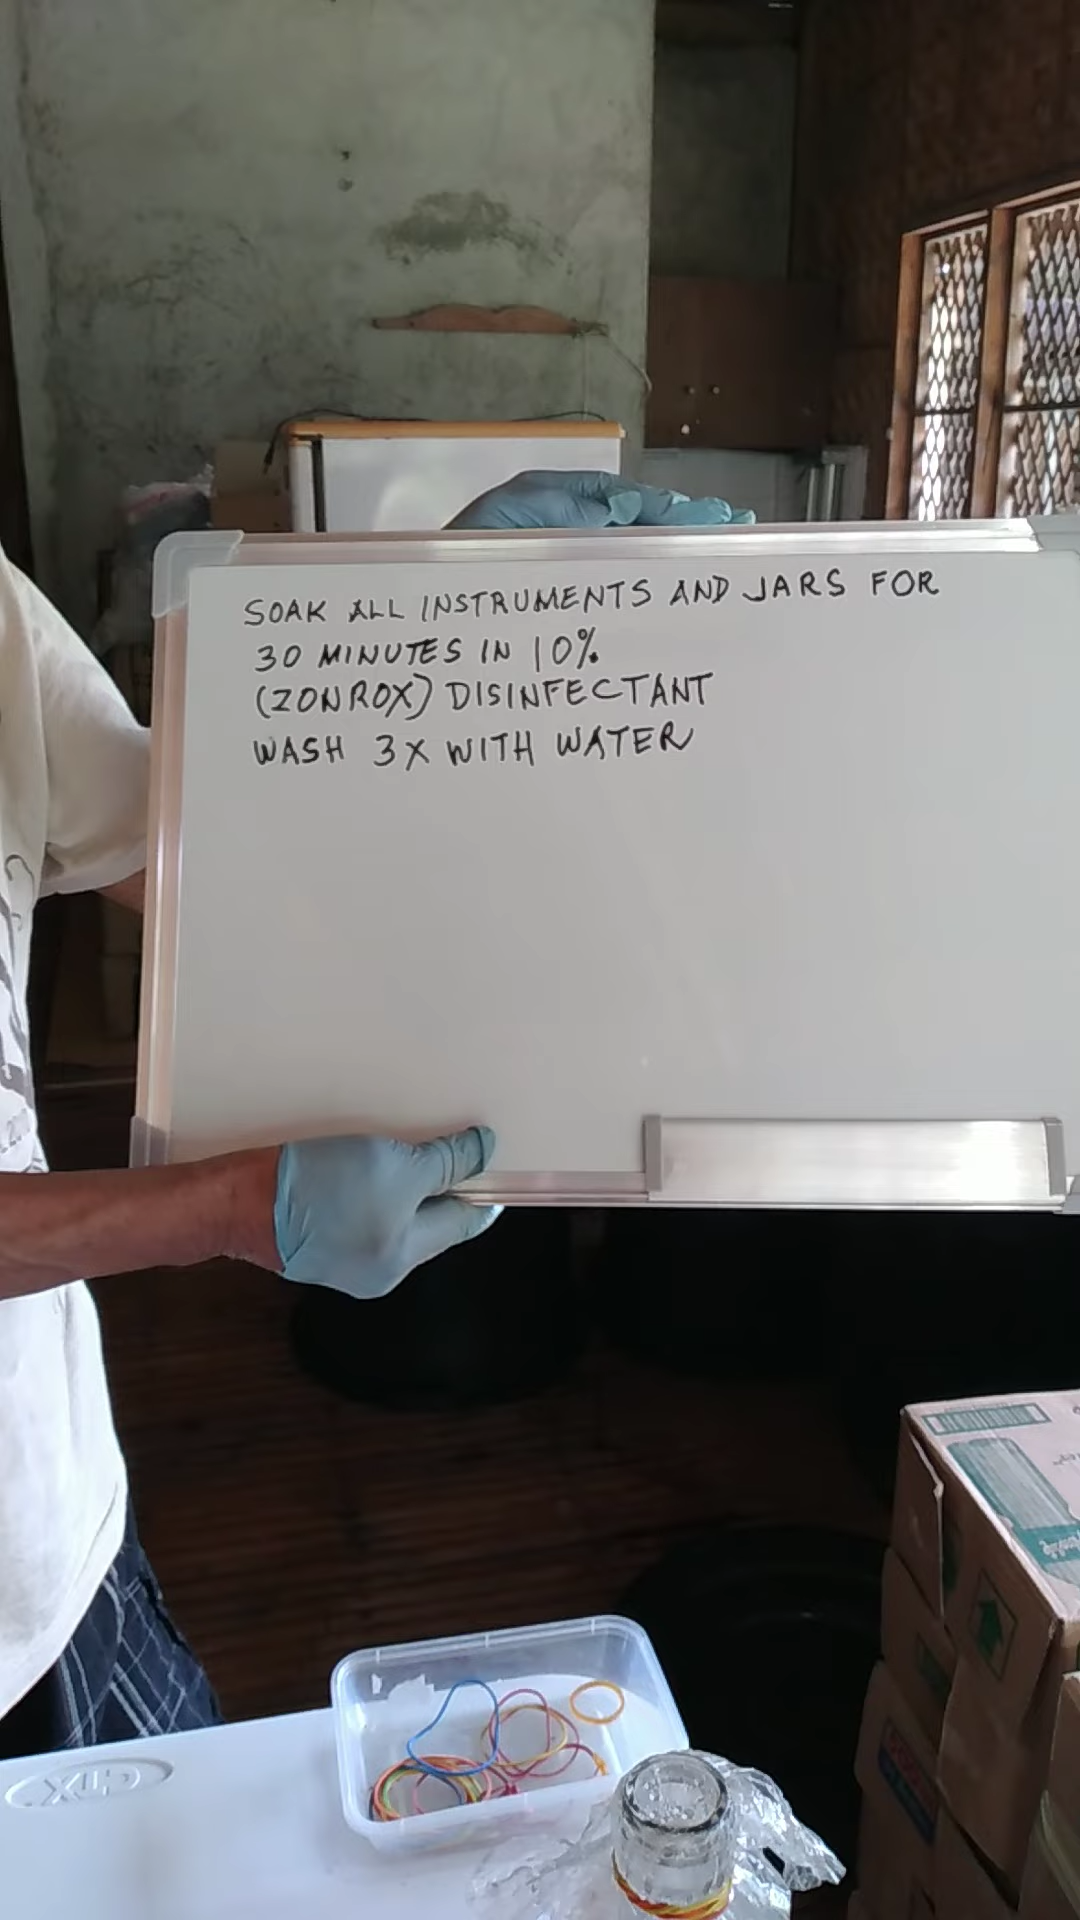 SOAK ALL INSTRUMENTS AND JARS FOR
30 MINUTES IN 10%
(ZONROX) DISINFECTANT
WASH 3X WITH WATER